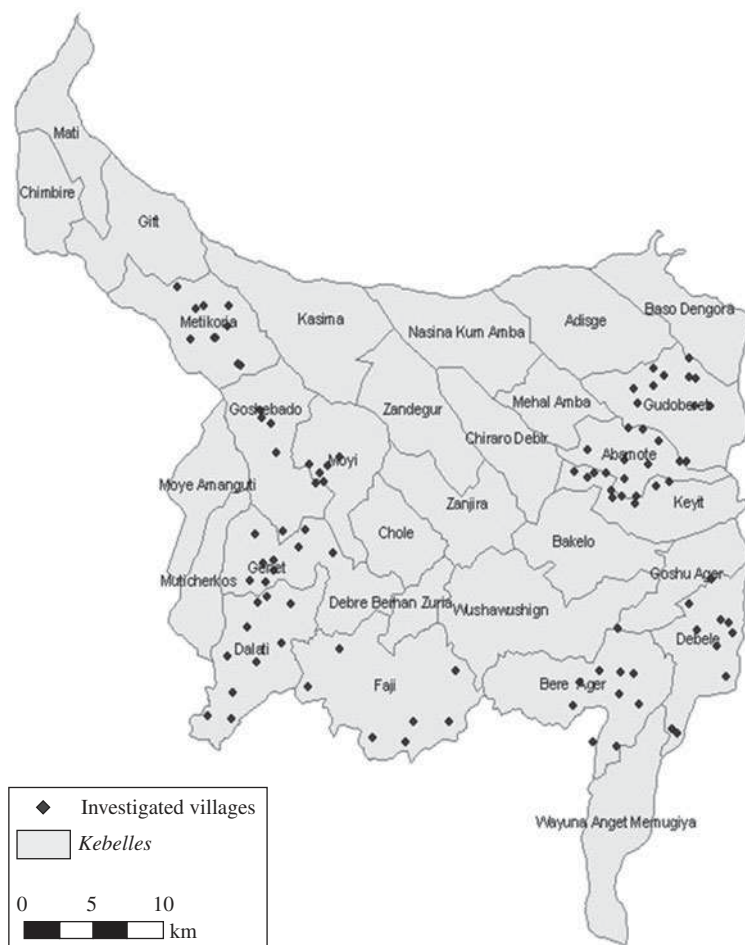 Mati
Chimbire
Gift
Baso Dengora
Kasima
Adisge
Metikoria
Nasina Kum Amba
Mehal Amba
Gudoberet
Goshebado
Zandegur
Chiraro Debir
Abamote
Moyi
Moye Amanguti
Zanjira
Keyit
Chole
Bakelo
Genet
Goshu Ager
Muticherkos
Debre Berhan Zuria
Wushawushign
Debele
Dalati
Faji
Bere Ager
Wayuna Anget Memugiya
Investigated villages
Kebelles
0 5 10
km